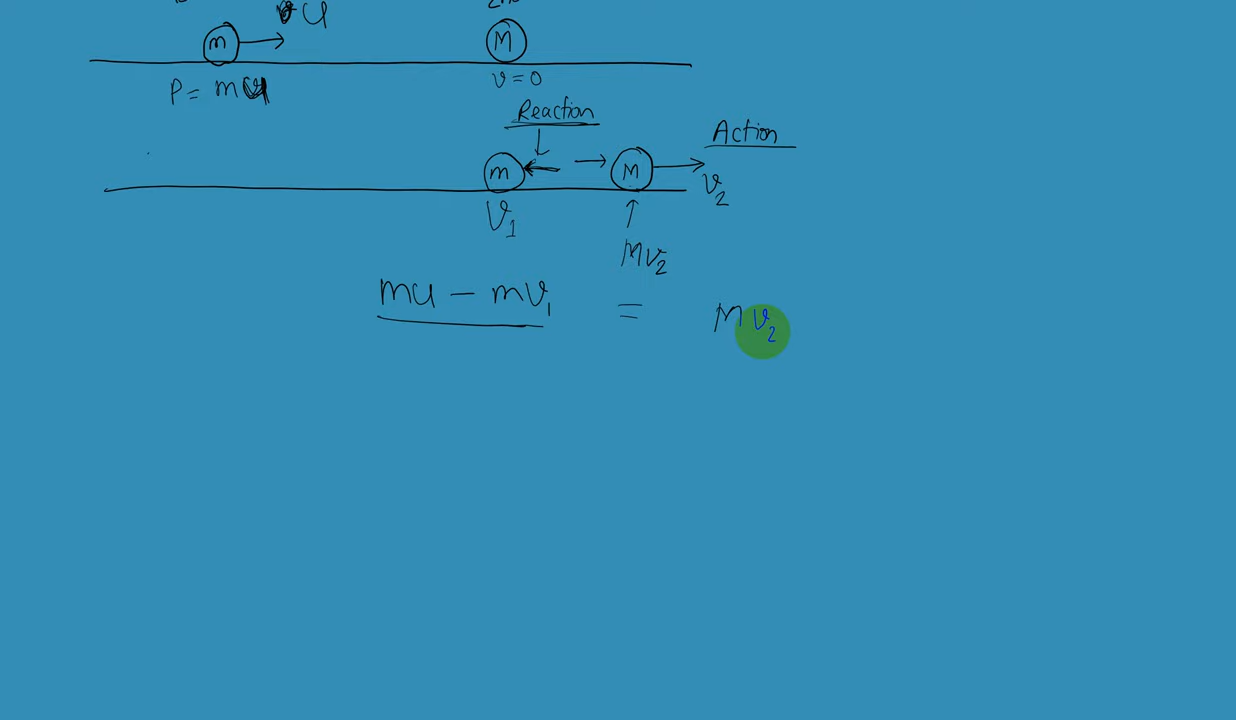 u
m M
P = mu v = 0
Reaction
Action
m M
v₂
v₁
Mv₂
mu - mv₁ = Mv₂